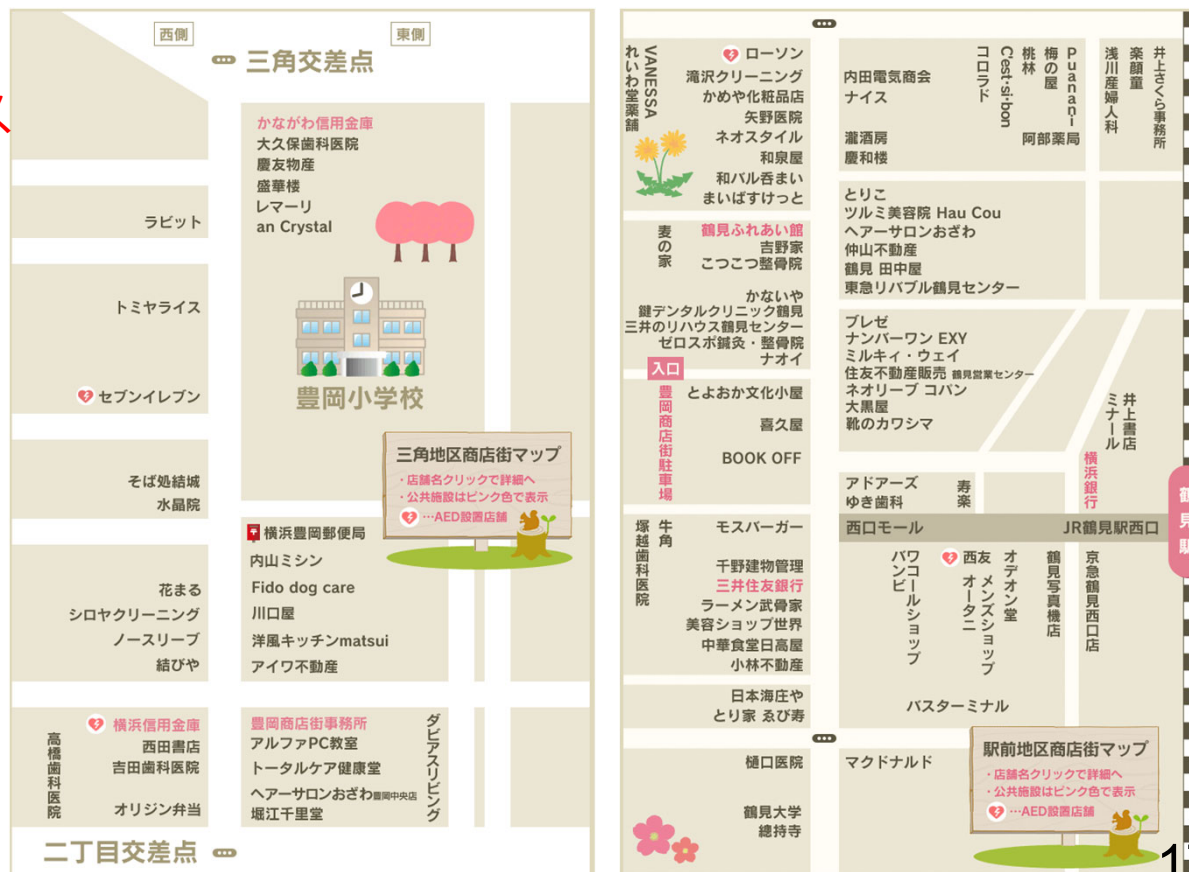 西側
東側
三角交差点
ラビット
トミヤライス
セブンイレブン
そば処結城
水晶院
花まる
シロヤクリーニング
ノースリーブ
結びや
横浜信用金庫
西田書店
吉田歯科医院
オリジン弁当
高橋歯科医院
かながわ信用金庫
大久保歯科医院
慶友物産
盛華楼
レマーリ
an Crystal
豊岡小学校
三角地区商店街マップ
・店舗名クリックで詳細へ
・公共施設はピンク色で表示
…AED設置店舗
横浜豊岡郵便局
内山ミシン
Fido dog care
川口屋
洋風キッチンmatsui
アイワ不動産
豊岡商店街事務所
アルファPC教室
トータルケア健康堂
ヘアーサロンおざわ豊岡中央店
堀江千里堂
ダビアスリビング
二丁目交差点
VANESSA
れいわ堂薬舗
ローソン
滝沢クリーニング
かめや化粧品店
矢野医院
ネオスタイル
和泉屋
和バル呑まい
まいばすけっと
麦の家
鶴見ふれあい館
吉野家
こつこつ整骨院
かないや
鍵デンタルクリニック鶴見
三井のリハウス鶴見センター
ゼロスポ鍼灸・整骨院
ナオイ
入口
豊岡商店街駐車場
とよおか文化小屋
喜久屋
BOOK OFF
牛角
塚越歯科医院
モスバーガー
千野建物管理
三井住友銀行
ラーメン武骨家
美容ショップ世界
中華食堂日高屋
小林不動産
日本海庄や
とり家 ゑび寿
樋口医院
鶴見大学
總持寺
内田電気商会
ナイス
瀧酒房
慶和楼
コロラド
C'est・si・bon
桃林
梅の屋
Puanani-
阿部薬局
浅川産婦人科
楽顔童
井上さくら事務所
とりこ
ツルミ美容院 Hau Cou
ヘアーサロンおざわ
仲山不動産
鶴見 田中屋
東急リバブル鶴見センター
プレゼ
ナンバーワン EXY
ミルキィ・ウェイ
住友不動産販売 鶴見営業センター
ネオリーブ コパン
大黒屋
靴のカワシマ
井上書店
ミナール
横浜銀行
アドアーズ
ゆき歯科
寿楽
西口モール
JR鶴見駅西口
ワコールショップ
バンビ
西友
オータニ
メンズショップ
オデオン堂
鶴見写真機店
京急鶴見西口店
バスターミナル
マクドナルド
駅前地区商店街マップ
・店舗名クリックで詳細へ
・公共施設はピンク色で表示
…AED設置店舗